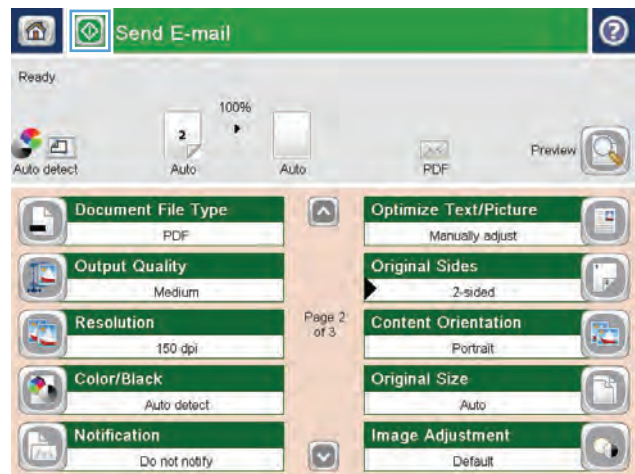 Send E-mail
?
Ready
100%
2
Auto detect
Auto
Auto
PDF
Preview
Document File Type
PDF
Output Quality
Medium
Resolution
150 dpi
Color/Black
Auto detect
Notification
Do not notify
Page 2
of 3
Optimize Text/Picture
Manually adjust
Original Sides
2-sided
Content Orientation
Portrait
Original Size
Auto
Image Adjustment
Default